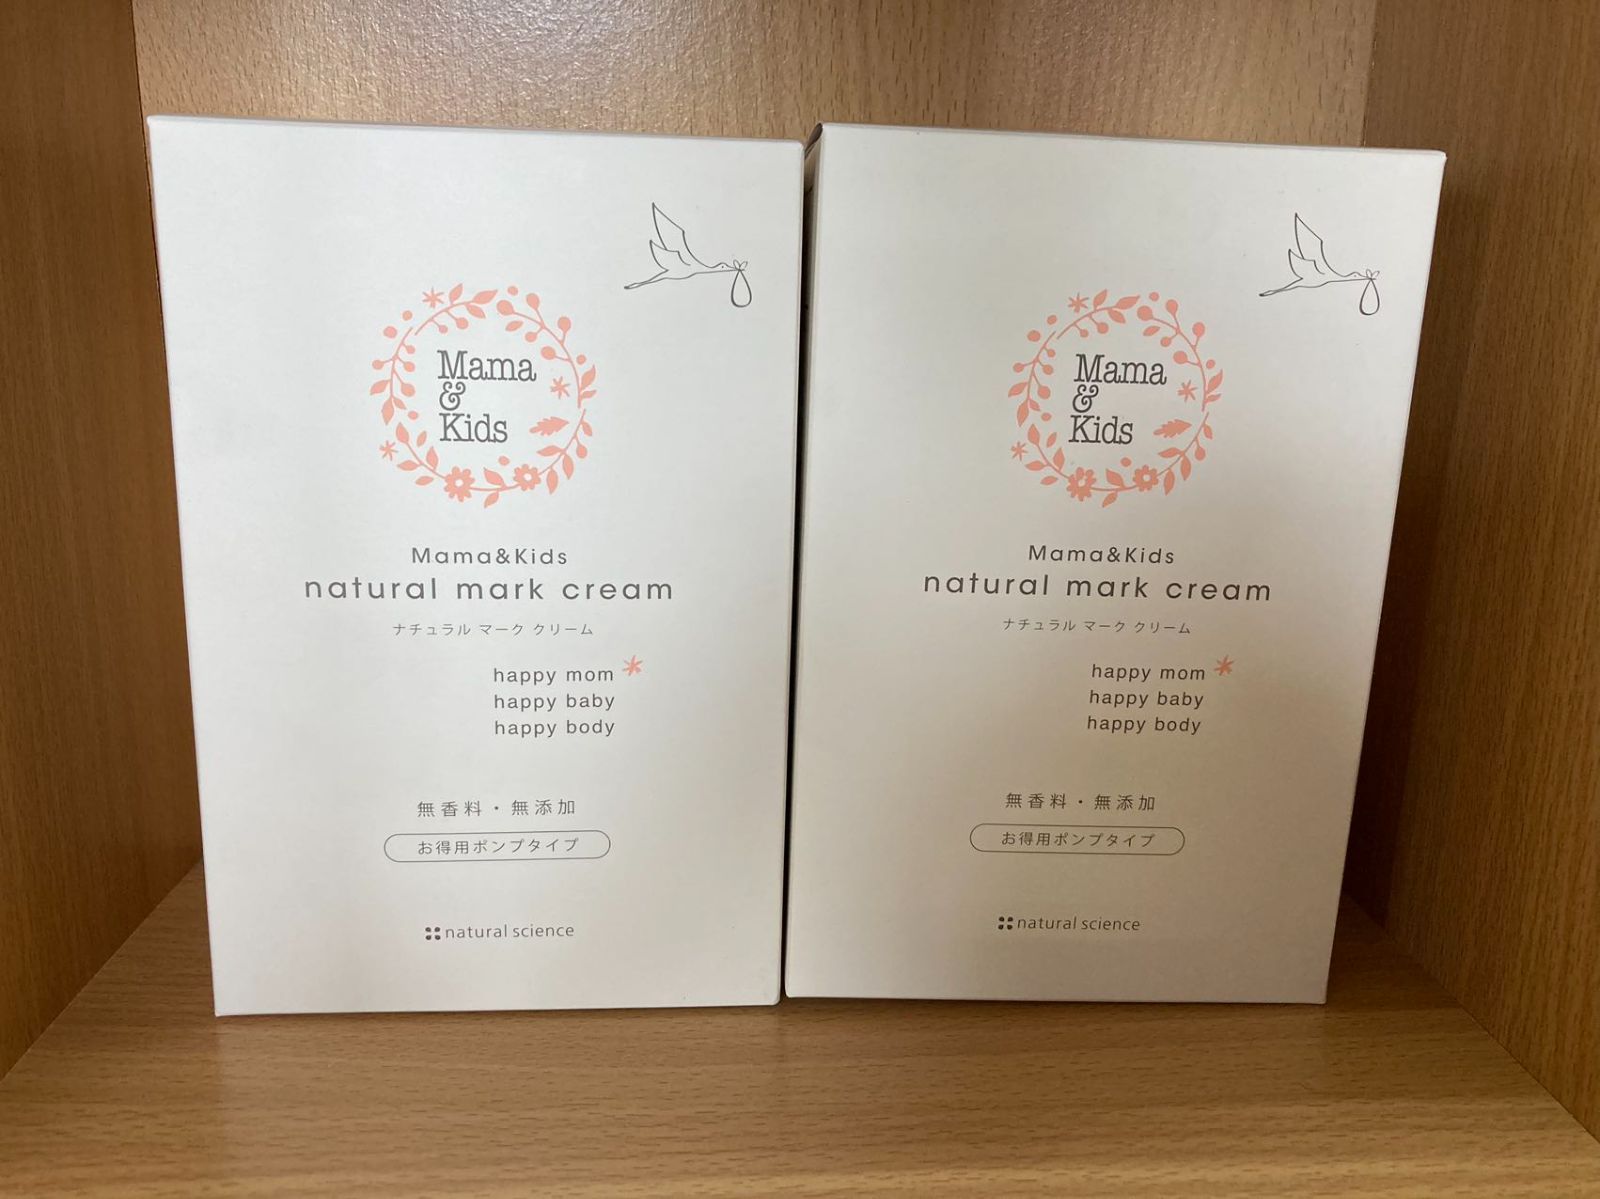 Mama
&
Kids
Mama&Kids
natural mark cream
ナチュラル マーク クリーム
happy mom
happy baby
happy body
無香料・無添加
お得用ポンプタイプ
natural science
Mama
&
Kids
Mama&Kids
natural mark cream
ナチュラル マーク クリーム
happy mom
happy baby
happy body
無香料・無添加
お得用ポンプタイプ
natural science